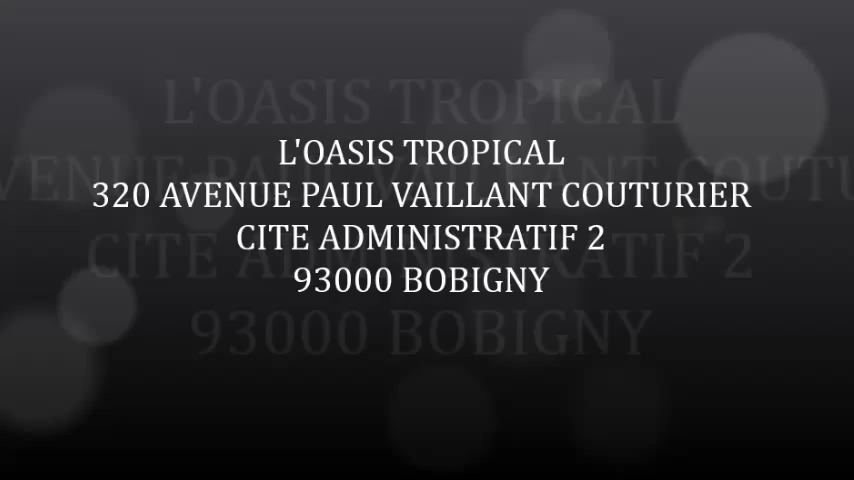 L'OASIS TROPICAL
320 AVENUE PAUL VAILLANT COUTURIER
CITE ADMINISTRATIF 2
93000 BOBIGNY